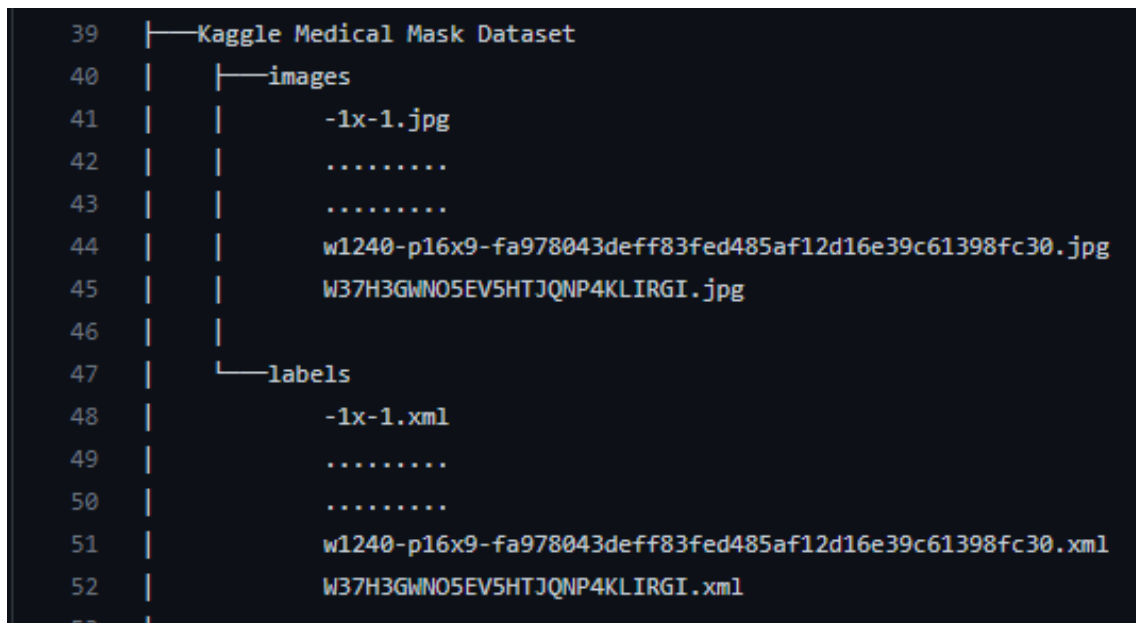 39 ├───Kaggle Medical Mask Dataset
40 │ ├───images
41 │ │ -1x-1.jpg
42 │ │ .........
43 │ │ .........
44 │ │ w1240-p16x9-fa978043deff83fed485af12d16e39c61398fc30.jpg
45 │ │ W37H3GWNO5EV5HTJQNP4KLIRGI.jpg
46 │ │
47 │ └───labels
48 │ -1x-1.xml
49 │ .........
50 │ .........
51 │ w1240-p16x9-fa978043deff83fed485af12d16e39c61398fc30.xml
52 │ W37H3GWNO5EV5HTJQNP4KLIRGI.xml